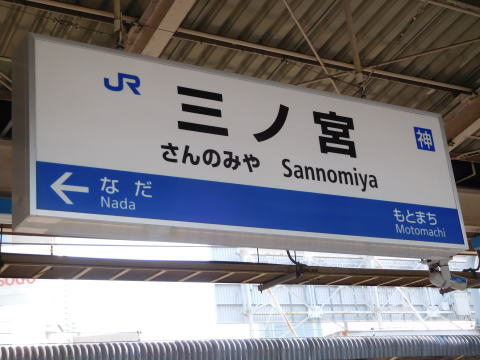 JR 三ノ宮 神
さんのみや Sannomiya
← なだ
Nada
もとまち
Motomachi